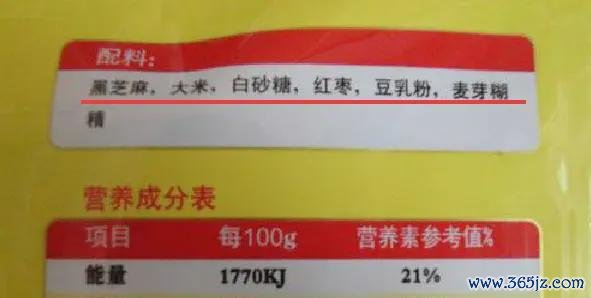 配料:
黑芝麻，大米，白砂糖，红枣，豆乳粉，麦芽糊
精
营养成分表
项目 每100g 营养素参考值%
能量 1770KJ 21%
www.365jz.com